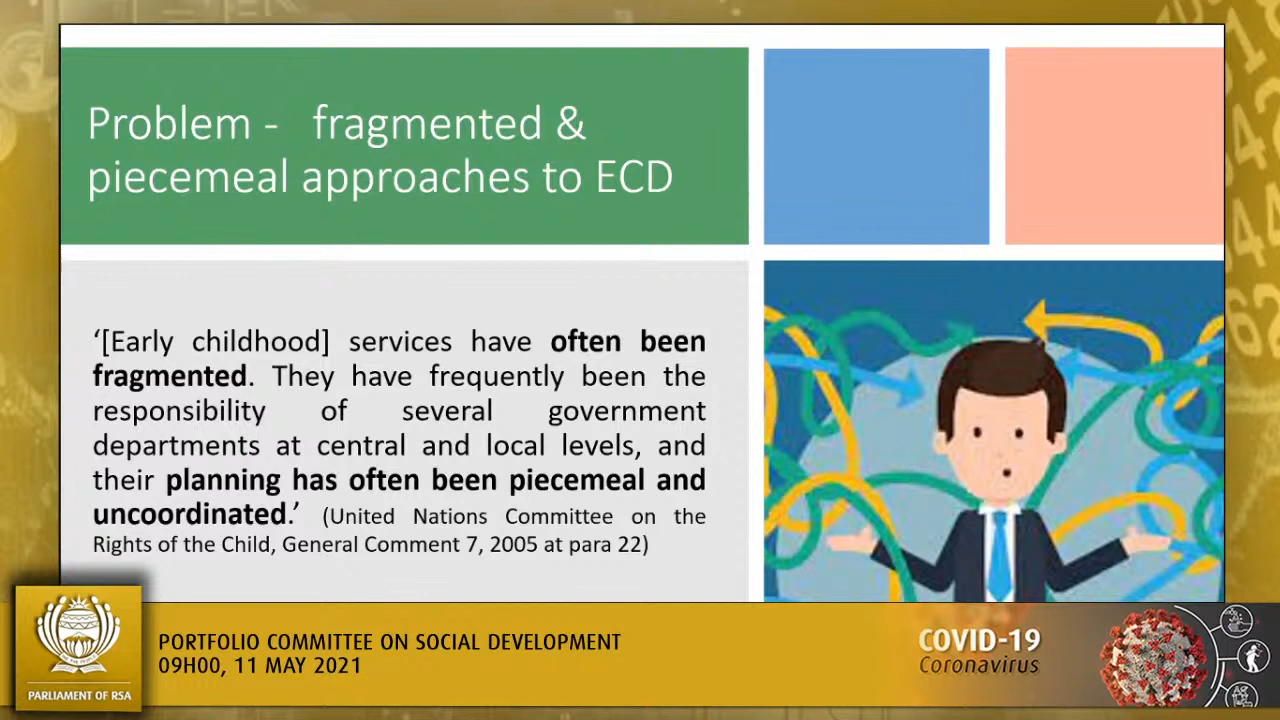 Problem - fragmented &
piecemeal approaches to ECD
‘[Early childhood] services have often been
fragmented. They have frequently been the
responsibility of several government
departments at central and local levels, and
their planning has often been piecemeal and
uncoordinated.’ (United Nations Committee on the
Rights of the Child, General Comment 7, 2005 at para 22)
PORTFOLIO COMMITTEE ON SOCIAL DEVELOPMENT
09H00, 11 MAY 2021
PARLIAMENT OF RSA
COVID-19
Coronavirus